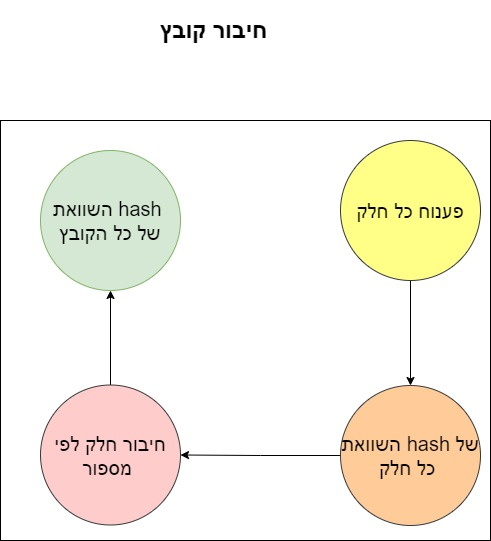 חיבור קובץ
פענוח כל חלק
השוואת hash של
כל חלק
חיבור חלק לפי
מספור
השוואת hash
של כל הקובץ